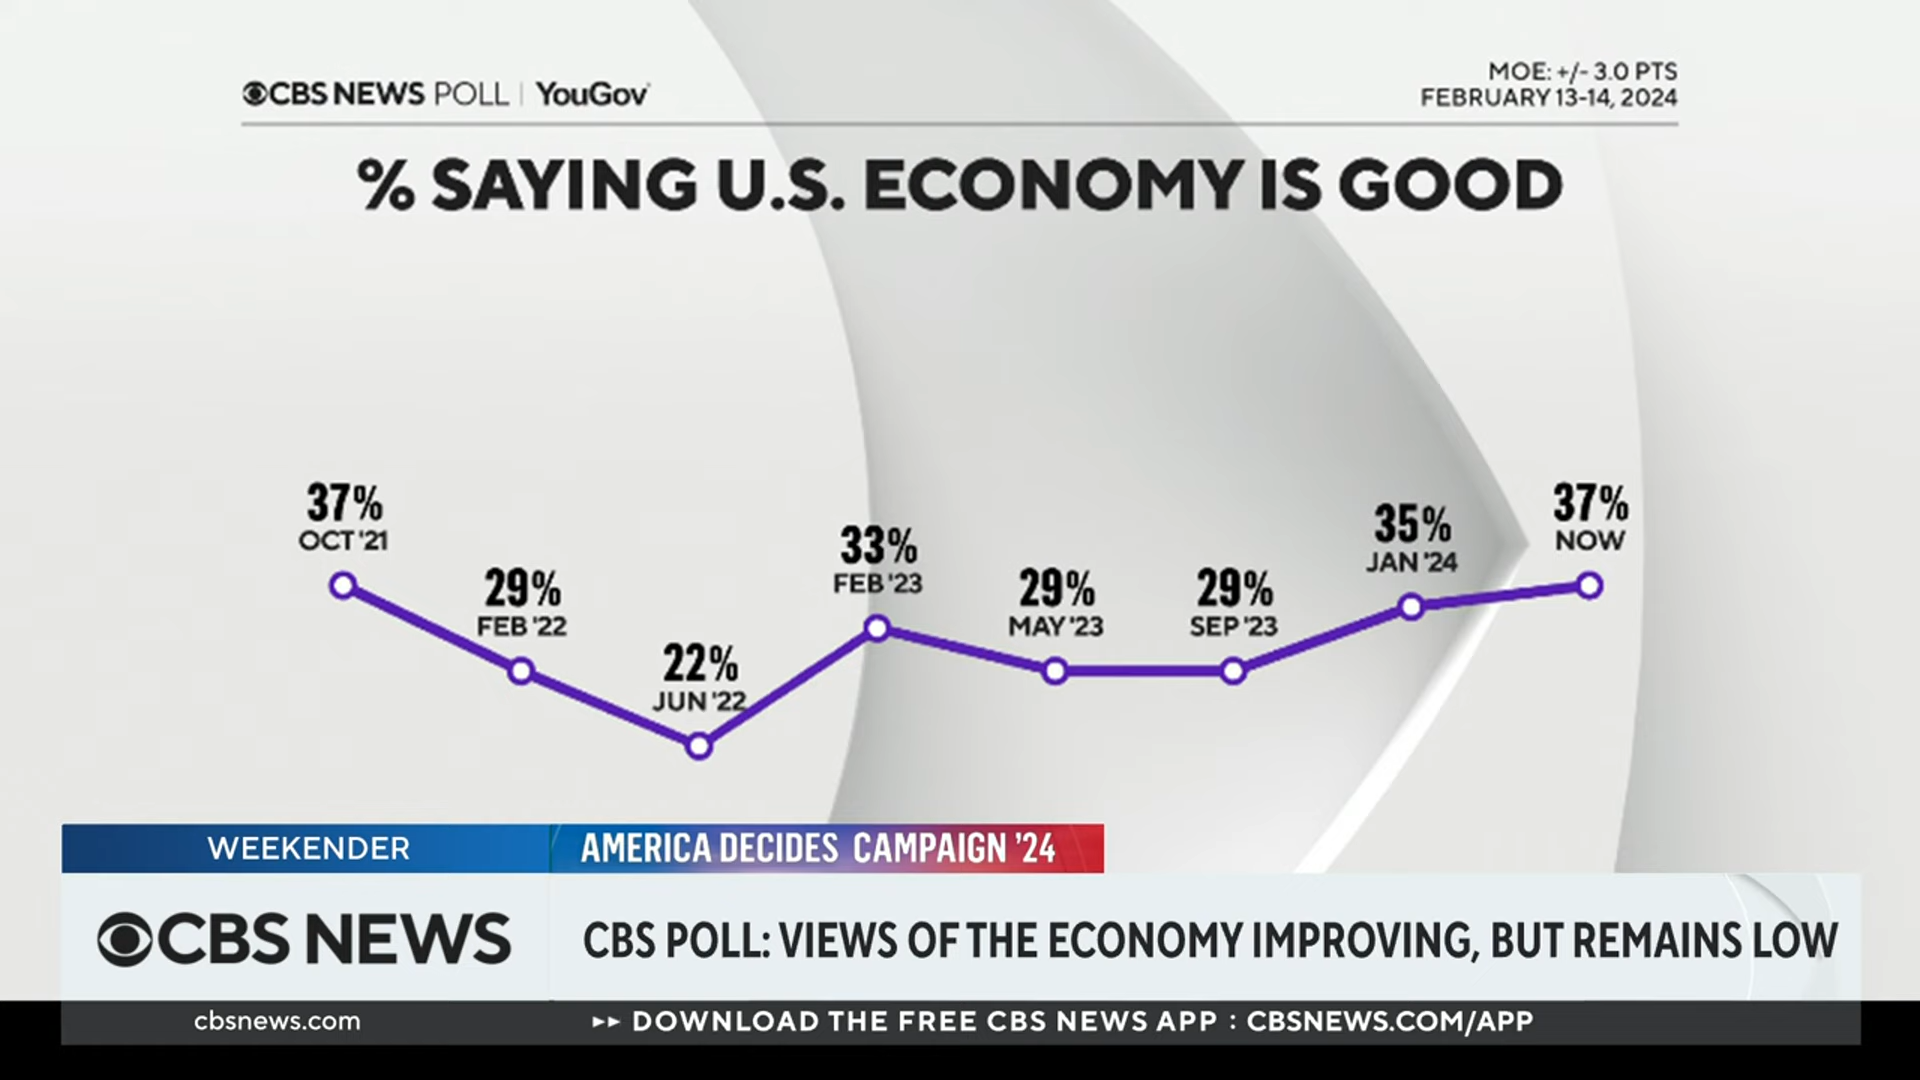 CBS NEWS POLL | YouGov
MOE: +/- 3.0 PTS
FEBRUARY 13-14, 2024
% SAYING U.S. ECONOMY IS GOOD
37%
OCT '21
29%
FEB '22
22%
JUN '22
33%
FEB '23
29%
MAY '23
29%
SEP '23
35%
JAN '24
37%
NOW
WEEKENDER
AMERICA DECIDES CAMPAIGN '24
CBS NEWS
CBS POLL: VIEWS OF THE ECONOMY IMPROVING, BUT REMAINS LOW
cbsnews.com
DOWNLOAD THE FREE CBS NEWS APP : CBSNEWS.COM/APP